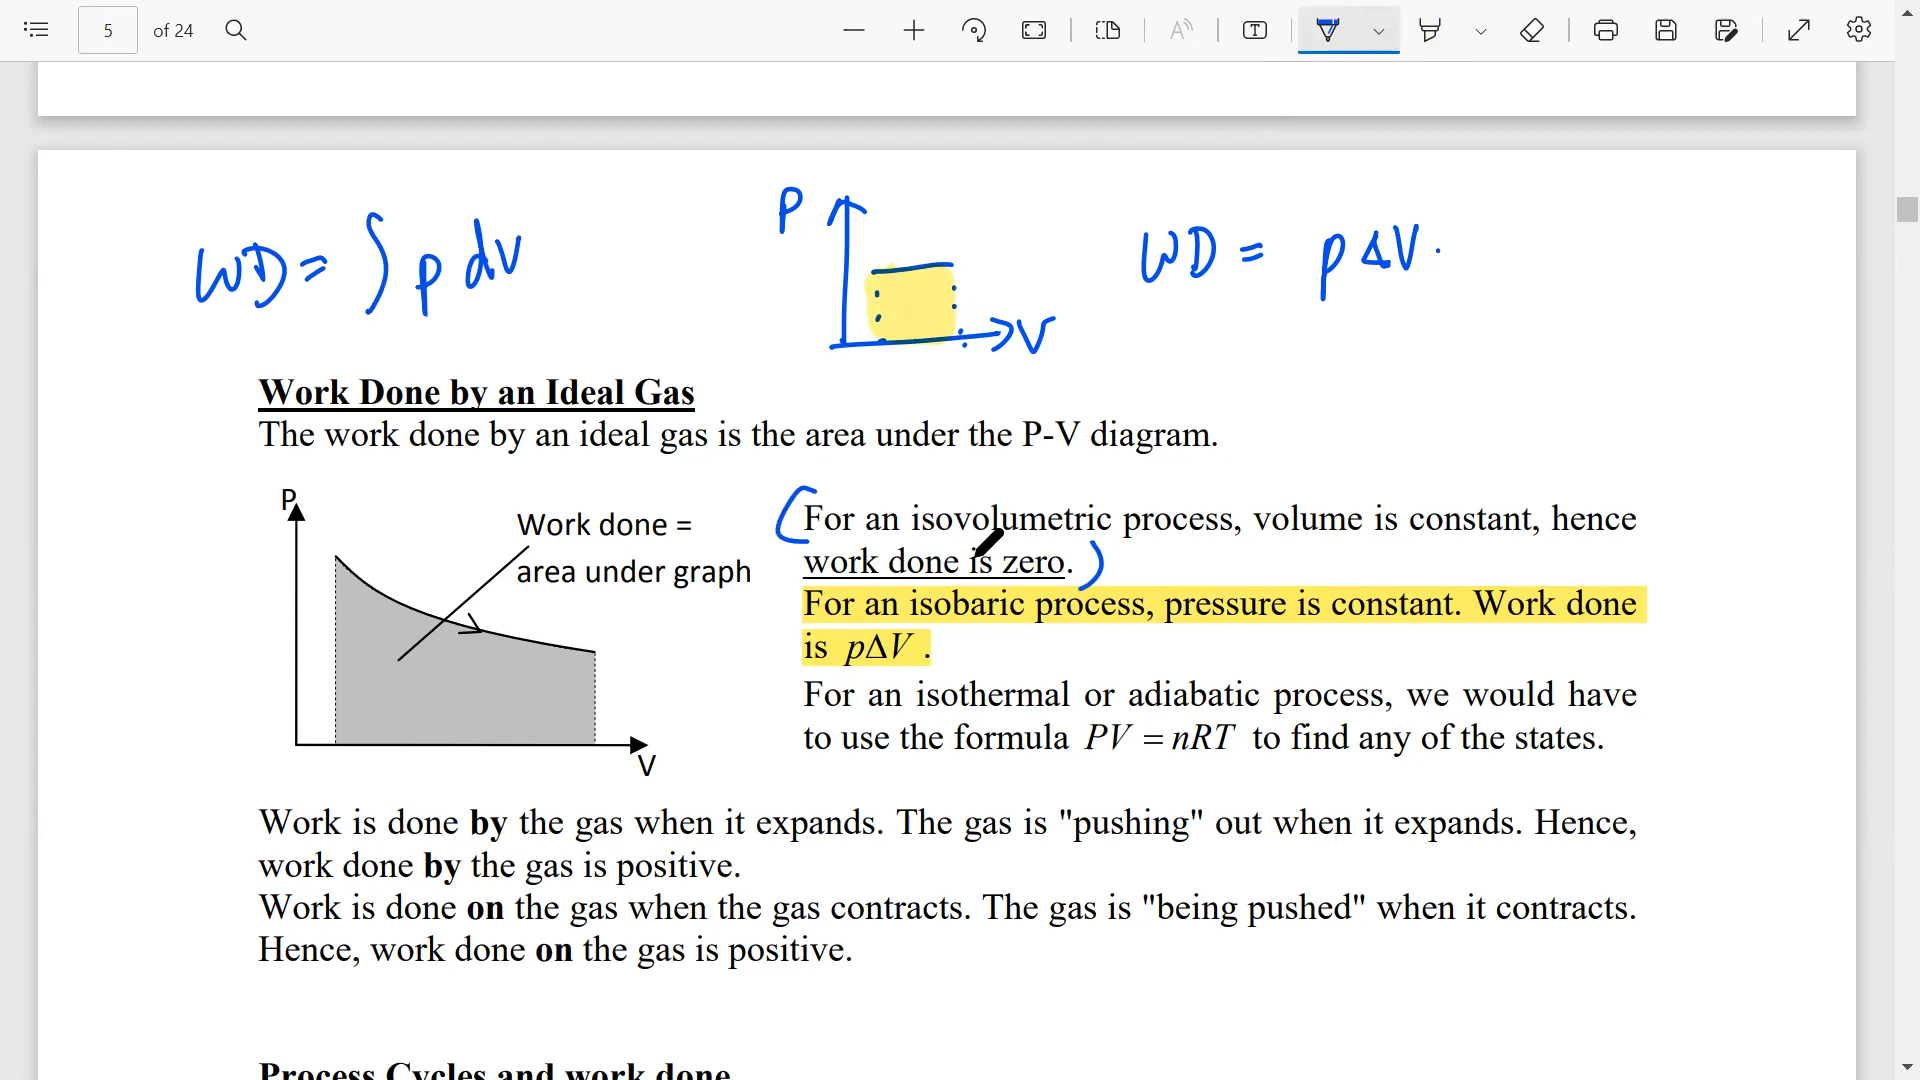 5 of 24
WD = ∫ p dV
P
V
WD = p ΔV.
Work Done by an Ideal Gas
The work done by an ideal gas is the area under the P-V diagram.
P
Work done =
area under graph
V
For an isovolumetric process, volume is constant, hence
work done is zero.
For an isobaric process, pressure is constant. Work done
is pΔV .
For an isothermal or adiabatic process, we would have
to use the formula PV = nRT to find any of the states.
Work is done by the gas when it expands. The gas is "pushing" out when it expands. Hence,
work done by the gas is positive.
Work is done on the gas when the gas contracts. The gas is "being pushed" when it contracts.
Hence, work done on the gas is positive.
Process Cycles and work done